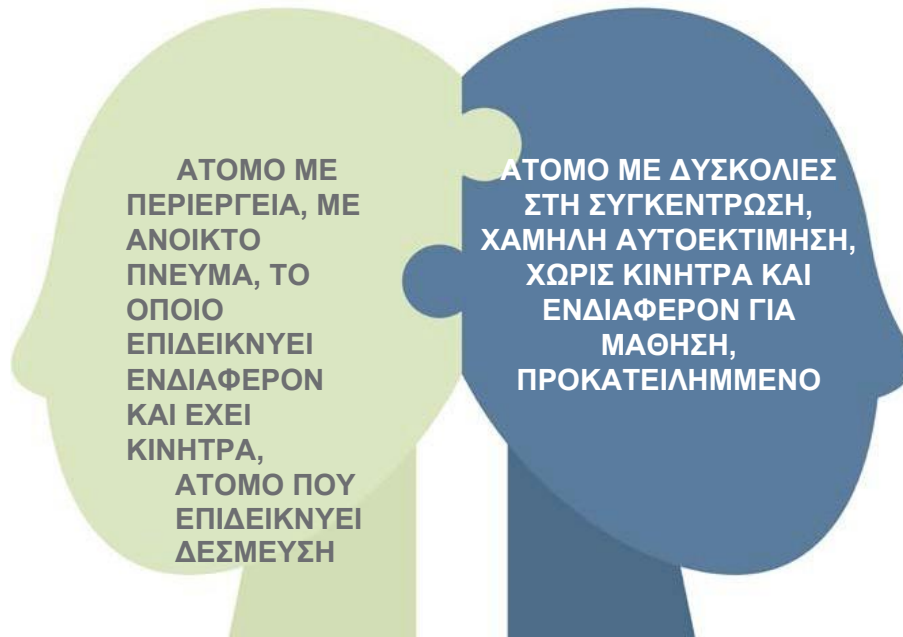 ΑΤΟΜΟ ΜΕ
ΠΕΡΙΕΡΓΕΙΑ, ΜΕ
ΑΝΟΙΚΤΟ
ΠΝΕΥΜΑ, ΤΟ
ΟΠΟΙΟ
ΕΠΙΔΕΙΚΝΥΕΙ
ΕΝΔΙΑΦΕΡΟΝ
ΚΑΙ ΕΧΕΙ
ΚΙΝΗΤΡΑ,
ΑΤΟΜΟ ΠΟΥ
ΕΠΙΔΕΙΚΝΥΕΙ
ΔΕΣΜΕΥΣΗ
ΑΤΟΜΟ ΜΕ ΔΥΣΚΟΛΙΕΣ
ΣΤΗ ΣΥΓΚΕΝΤΡΩΣΗ,
ΧΑΜΗΛΗ ΑΥΤΟΕΚΤΙΜΗΣΗ,
ΧΩΡΙΣ ΚΙΝΗΤΡΑ ΚΑΙ
ΕΝΔΙΑΦΕΡΟΝ ΓΙΑ
ΜΑΘΗΣΗ,
ΠΡΟΚΑΤΕΙΛΗΜΜΕΝΟ